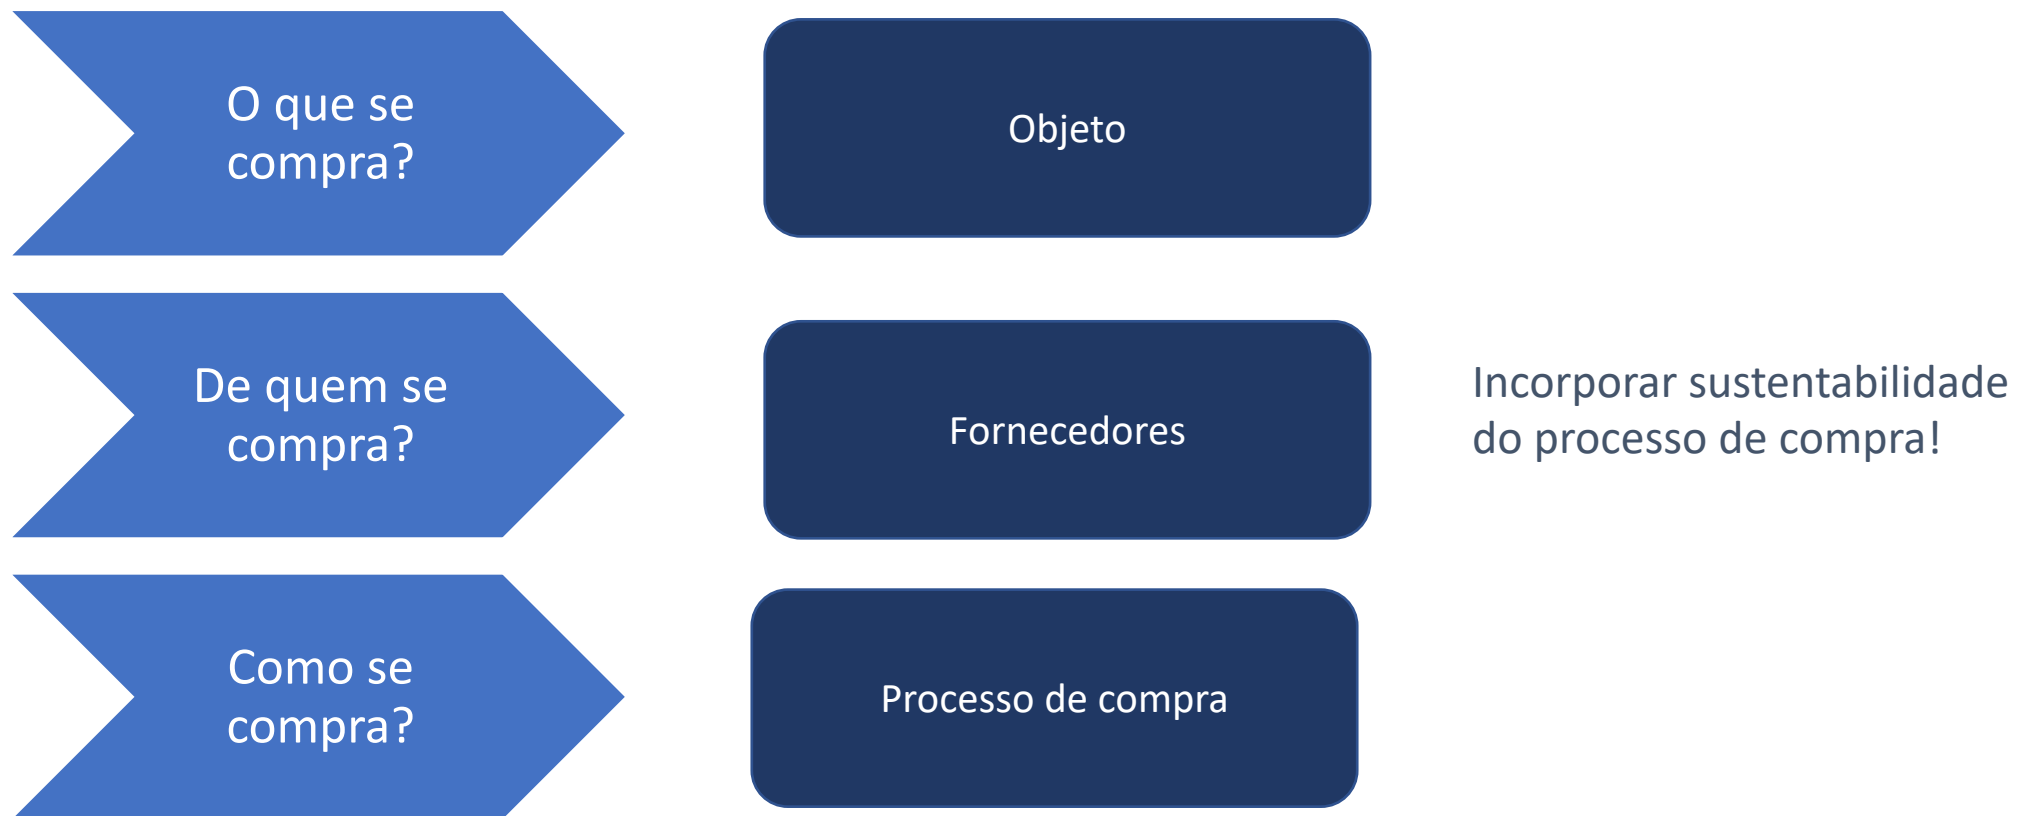 O que se
compra?
Objeto
De quem se
compra?
Fornecedores
Incorporar sustentabilidade
do processo de compra!
Como se
compra?
Processo de compra